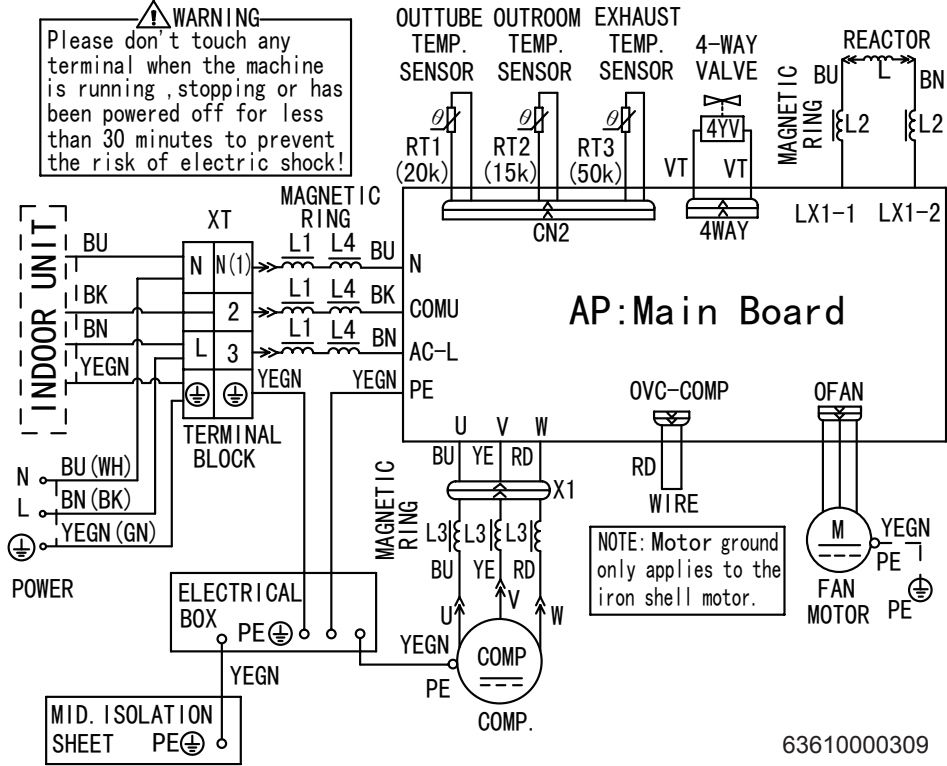 WARNING
Please don't touch any
terminal when the machine
is running ,stopping or has
been powered off for less
than 30 minutes to prevent
the risk of electric shock!
OUTTUBE OUTROOM EXHAUST
TEMP. TEMP. TEMP.
SENSOR SENSOR SENSOR
4-WAY
VALVE
REACTOR
L
BU
BN
MAGNETIC
RING
L2
L2
θ θ θ
RT1 RT2 RT3
(20k) (15k) (50k)
4YV
VT VT
CN2
4WAY
LX1-1 LX1-2
INDOOR UNIT
BU
BK
BN
YEGN
XT
N N(1)
2
L 3
TERMINAL
BLOCK
MAGNETIC
RING
L1 L4 BU N
L1 L4 BK COMU
L1 L4 BN AC-L
YEGN
YEGN PE
AP:Main Board
OVC-COMP
RD
WIRE
OFAN
M
YEGN
PE
PE
FAN
MOTOR
U V W
BU YE RD
X1
MAGNETIC
RING
L3 L3 L3
BU YE RD
U V W
COMP
COMP.
YEGN
PE
NOTE: Motor ground
only applies to the
iron shell motor.
N BU(WH)
L BN(BK)
YEGN(GN)
POWER
ELECTRICAL
BOX PE
YEGN
MID. ISOLATION
SHEET PE
63610000309